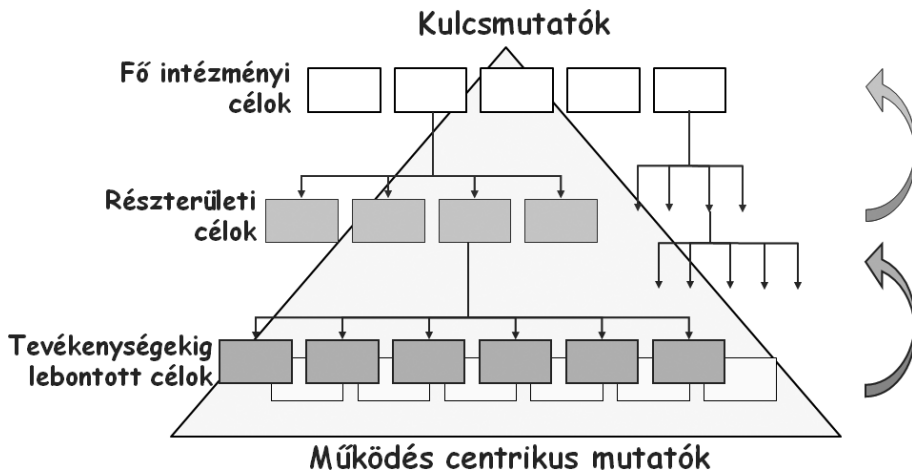 Kulcsmutatók
Fő intézményi
célok
Részterületi
célok
Tevékenységekig
lebontott célok
Működés centrikus mutatók